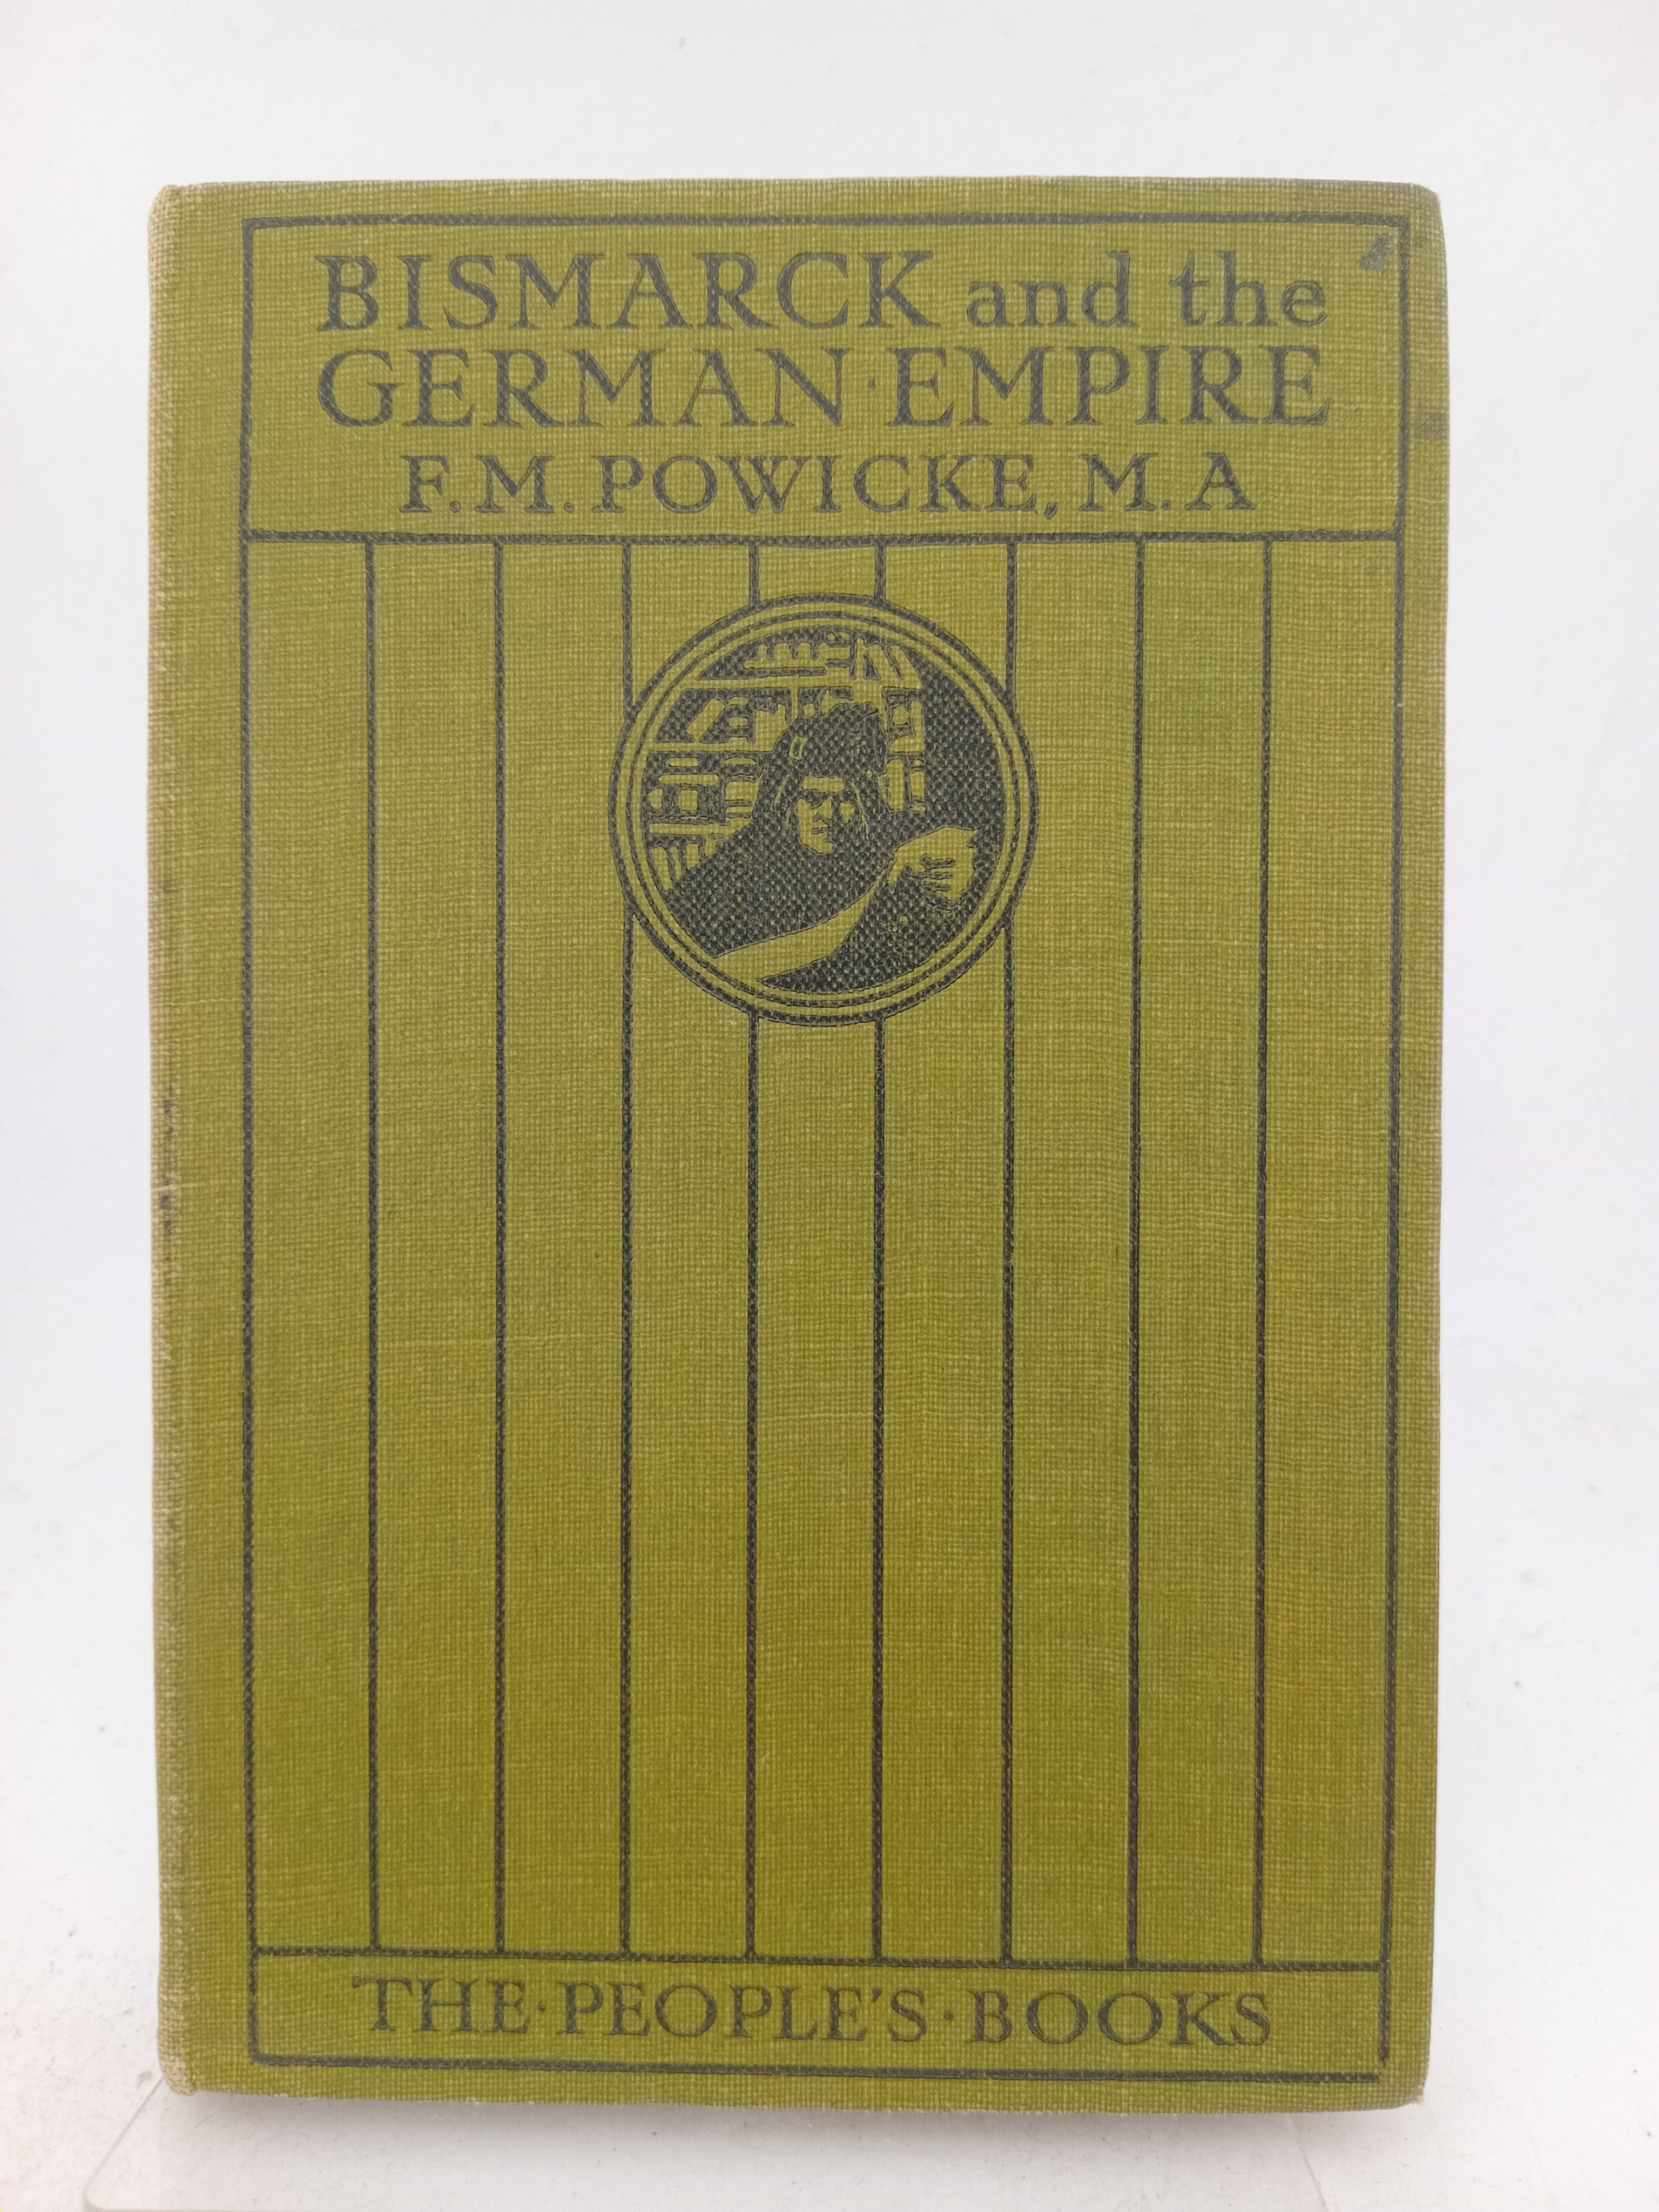 BISMARCK and the
GERMAN·EMPIRE
F.M. POWICKE, M.A
THE·PEOPLE'S·BOOKS